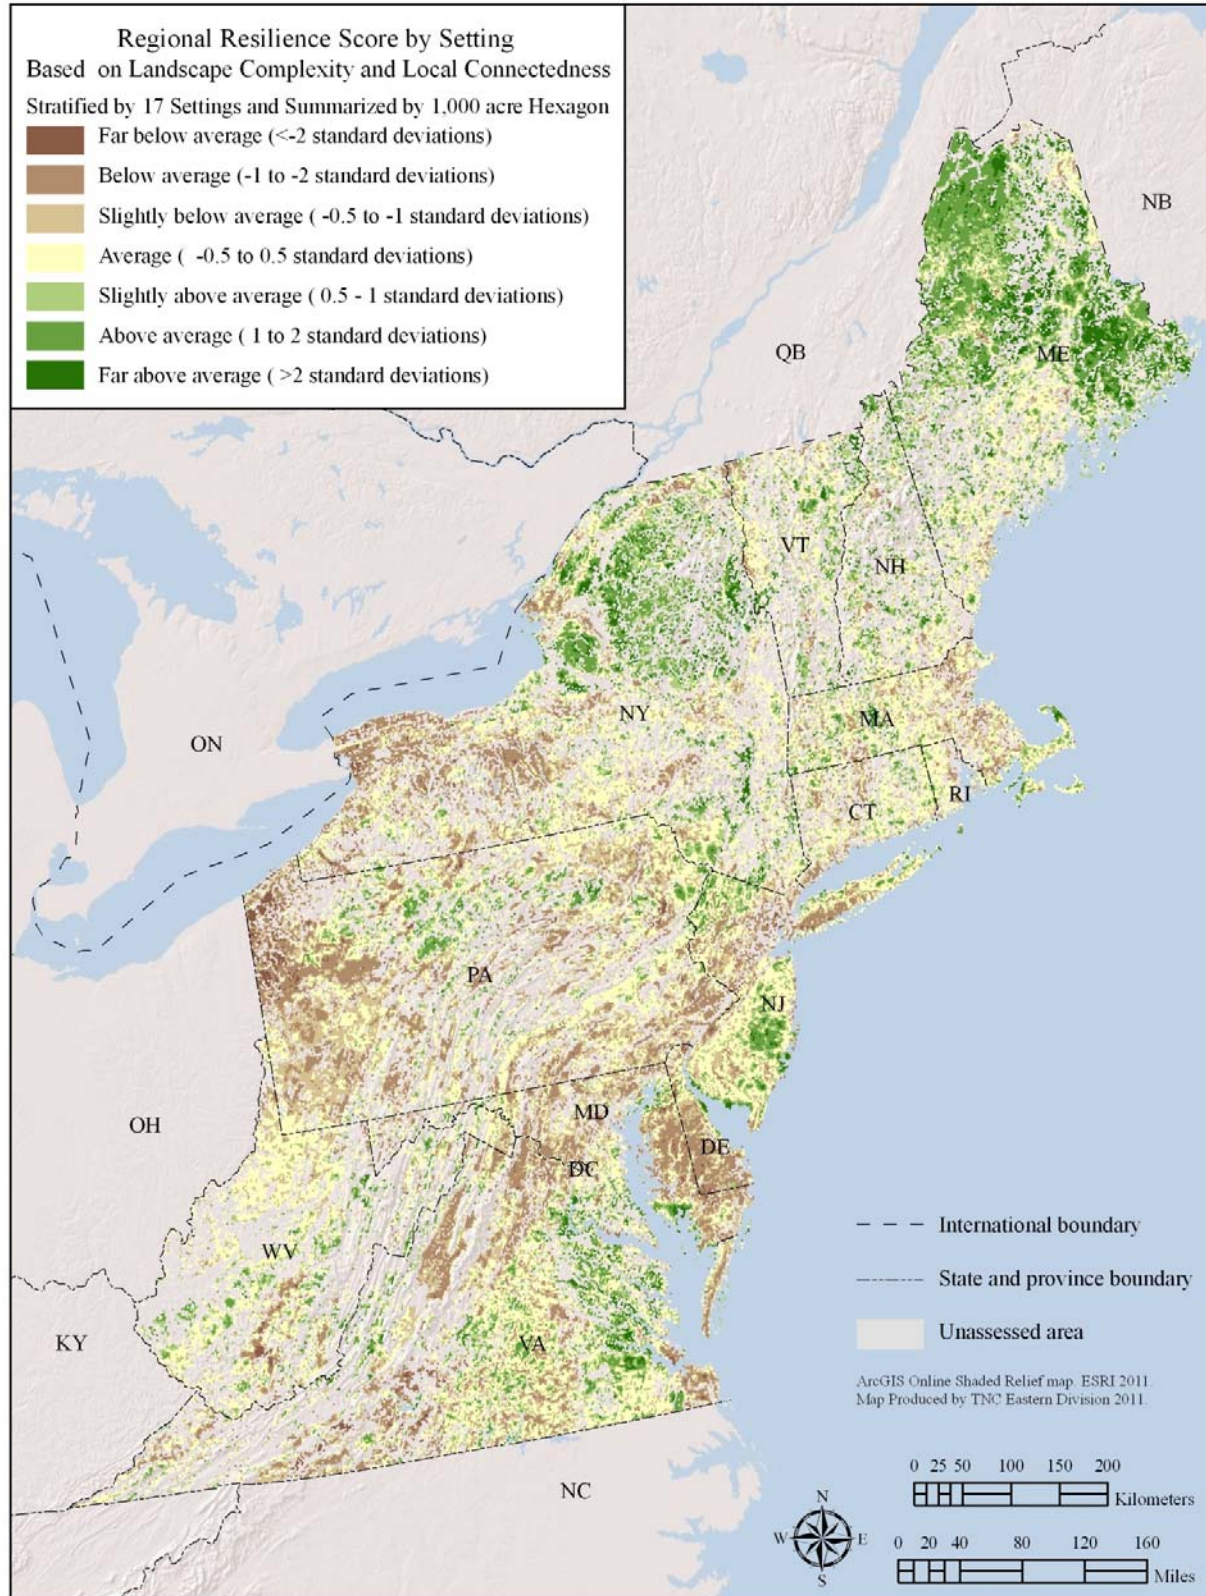 Regional Resilience Score by Setting
Based on Landscape Complexity and Local Connectedness
Stratified by 17 Settings and Summarized by 1,000 acre Hexagon
Far below average (<-2 standard deviations)
Below average (-1 to -2 standard deviations)
Slightly below average ( -0.5 to -1 standard deviations)
Average ( -0.5 to 0.5 standard deviations)
Slightly above average ( 0.5 - 1 standard deviations)
Above average ( 1 to 2 standard deviations)
Far above average ( >2 standard deviations)
NB
QB
ME
VT
NH
NY
MA
ON
RI
CT
PA
NJ
MD
OH
DE
DC
WV
KY
VA
NC
International boundary
State and province boundary
Unassessed area
ArcGIS Online Shaded Relief map. ESRI 2011.
Map Produced by TNC Eastern Division 2011.
0 25 50 100 150 200
Kilometers
N
W E
S
0 20 40 80 120 160
Miles